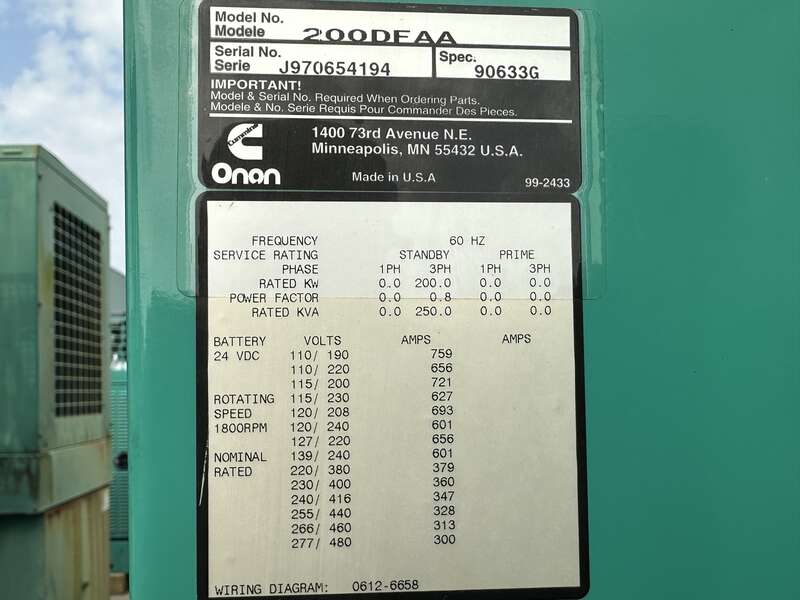 Model No.
Modele 200DFAA
Serial No.
Serie J970654194
Spec. 90633G
IMPORTANT!
Model & Serial No. Required When Ordering Parts.
Modele & No. Serie Requis Pour Commander Des Pieces.
Cummins
Onan
1400 73rd Avenue N.E.
Minneapolis, MN 55432 U.S.A.
Made in U.S.A 99-2433
FREQUENCY 60 HZ
SERVICE RATING STANDBY PRIME
PHASE 1PH 3PH 1PH 3PH
RATED KW 0.0 200.0 0.0 0.0
POWER FACTOR 0.0 0.8 0.0 0.0
RATED KVA 0.0 250.0 0.0 0.0
BATTERY VOLTS AMPS AMPS
24 VDC 110/ 190 759
110/ 220 656
115/ 200 721
ROTATING 115/ 230 627
SPEED 120/ 208 693
1800RPM 120/ 240 601
127/ 220 656
NOMINAL 139/ 240 601
RATED 220/ 380 379
230/ 400 360
240/ 416 347
255/ 440 328
266/ 460 313
277/ 480 300
WIRING DIAGRAM: 0612-6658